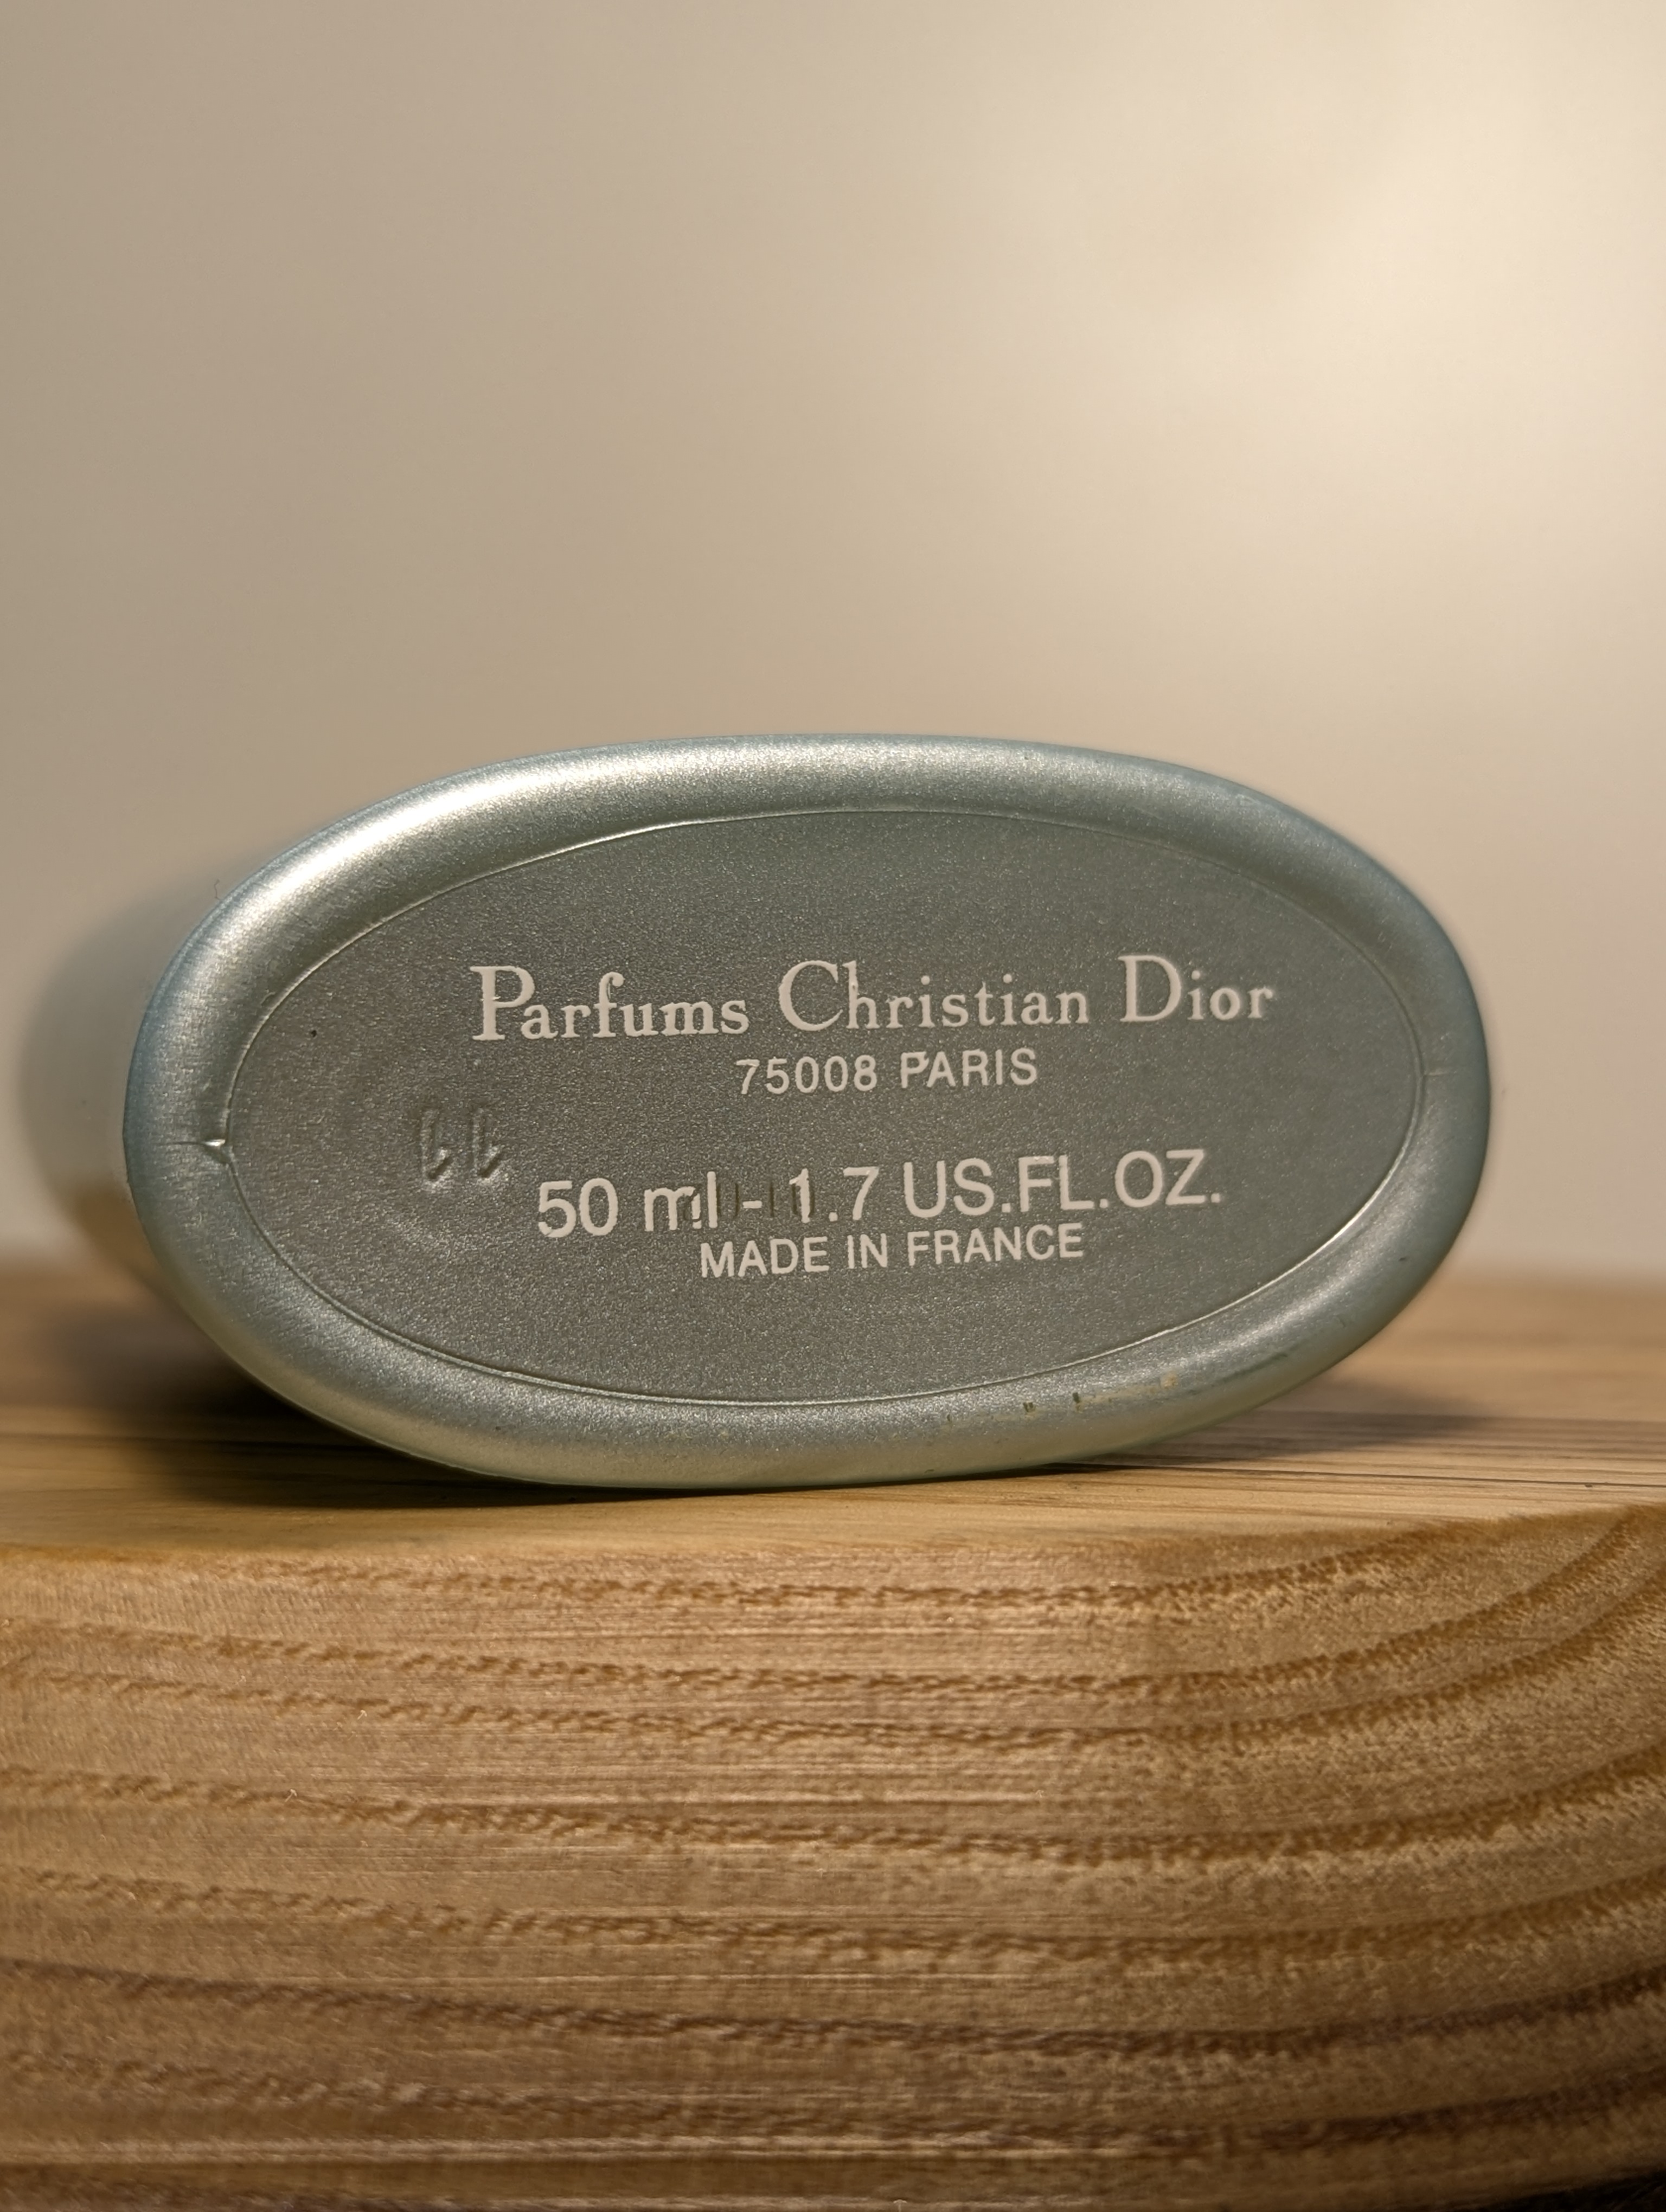 Parfums Christian Dior
75008 PARIS
50 ml - 1.7 US.FL.OZ.
MADE IN FRANCE